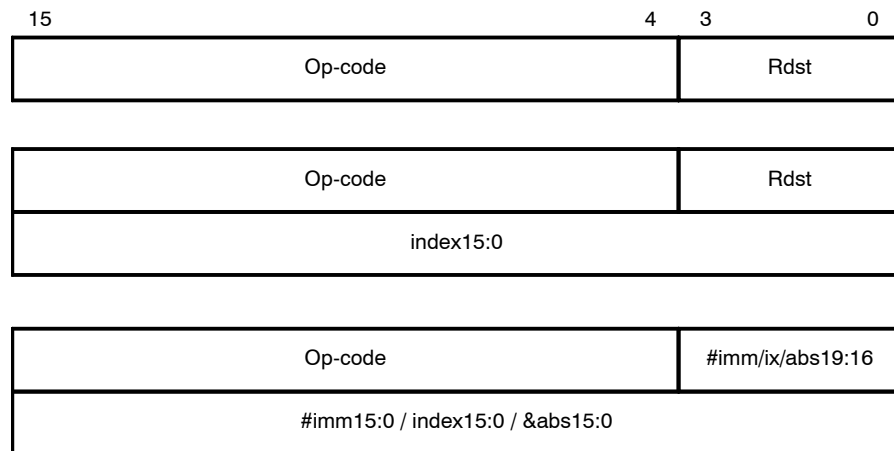 15 4 3 0
Op-code Rdst
Op-code Rdst
index15:0
Op-code #imm/ix/abs19:16
#imm15:0 / index15:0 / &abs15:0